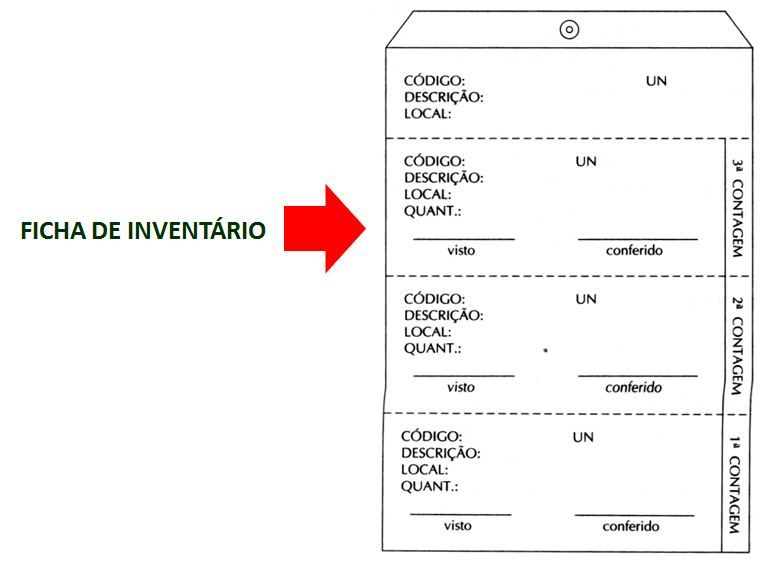 FICHA DE INVENTÁRIO
CÓDIGO: UN
DESCRIÇÃO:
LOCAL:
CÓDIGO: UN
DESCRIÇÃO:
LOCAL:
QUANT.:
visto conferido
3ª CONTAGEM
CÓDIGO: UN
DESCRIÇÃO:
LOCAL:
QUANT.:
visto conferido
2ª CONTAGEM
CÓDIGO: UN
DESCRIÇÃO:
LOCAL:
QUANT.:
visto conferido
1ª CONTAGEM